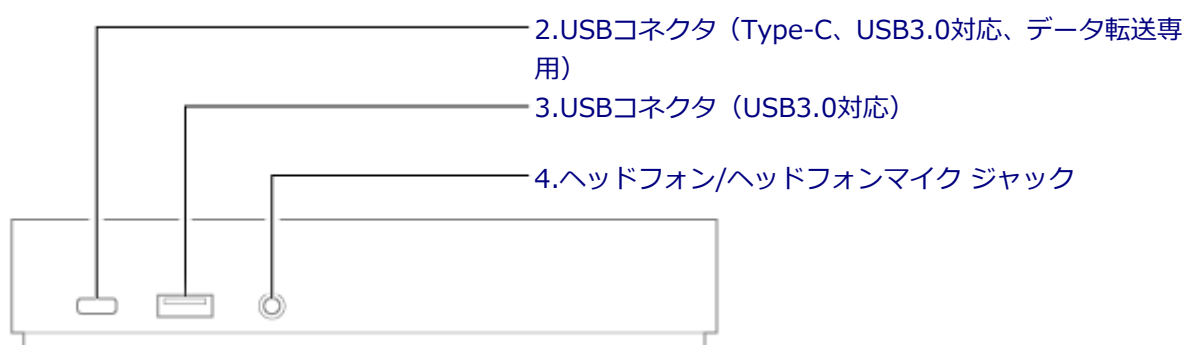 2.USBコネクタ（Type-C、USB3.0対応、データ転送専
用）
3.USBコネクタ（USB3.0対応）
4.ヘッドフォン/ヘッドフォンマイク ジャック